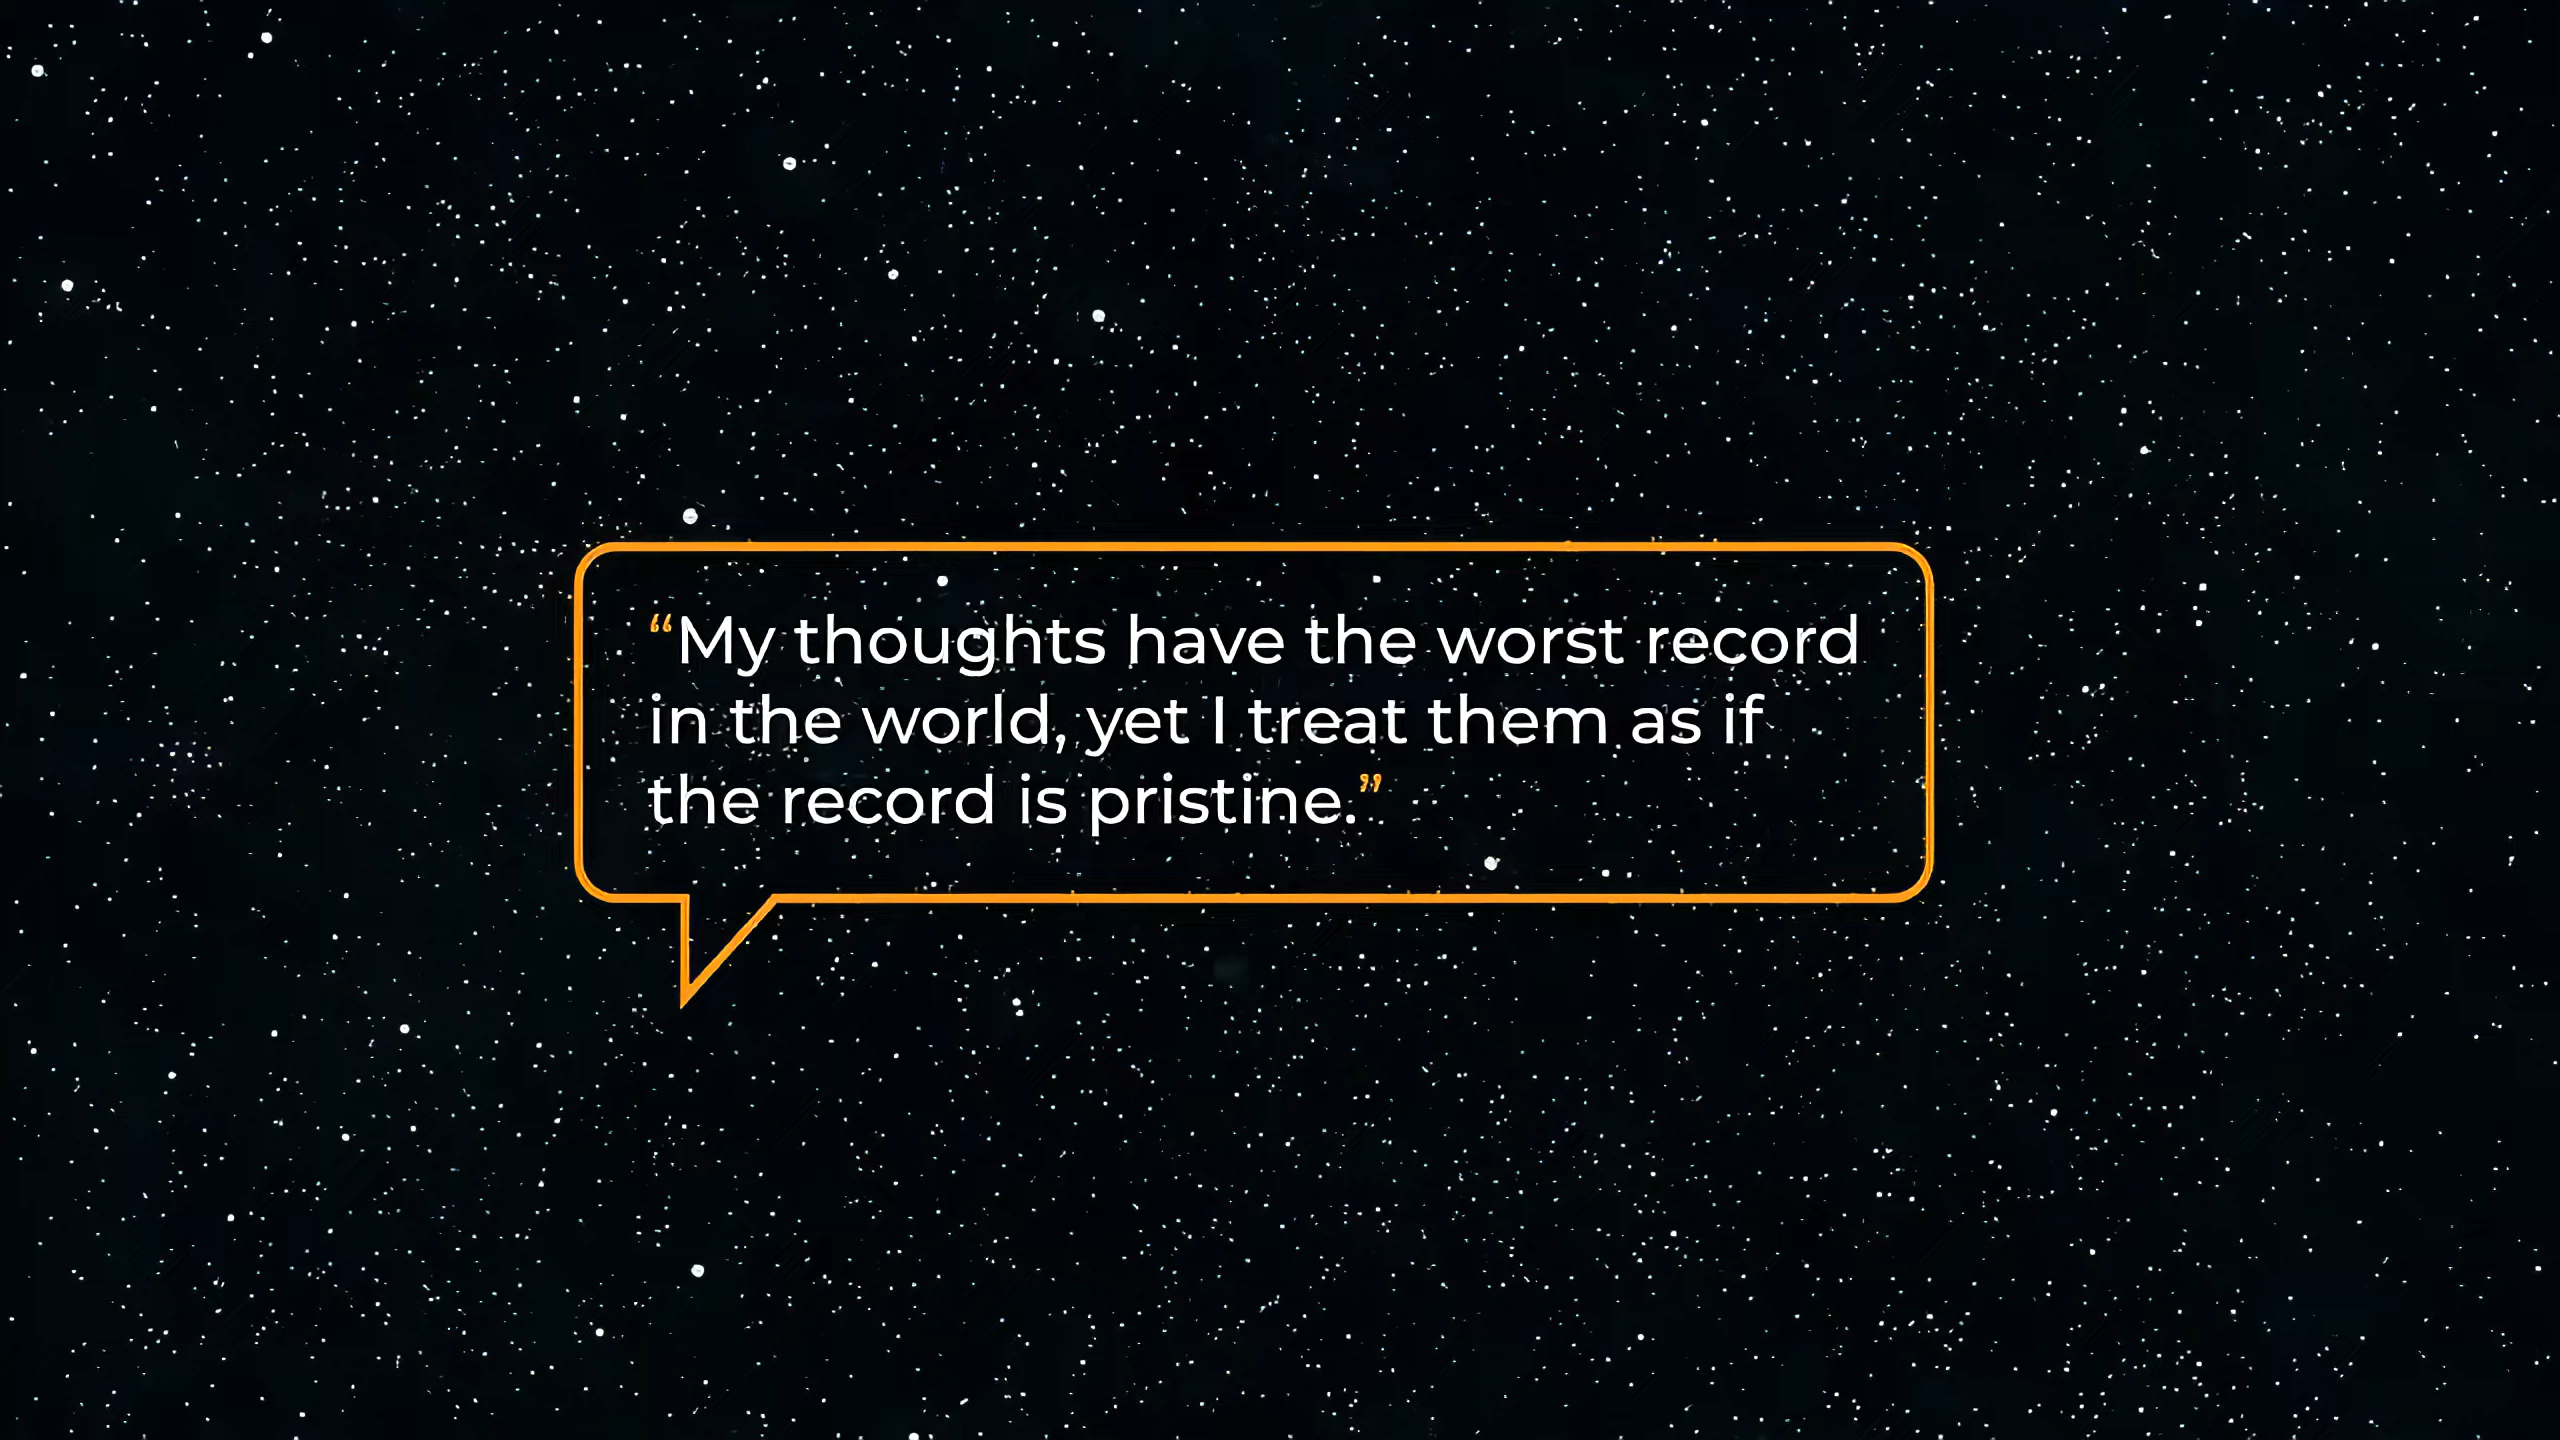 “My thoughts have the worst record
in the world, yet I treat them as if
the record is pristine.”